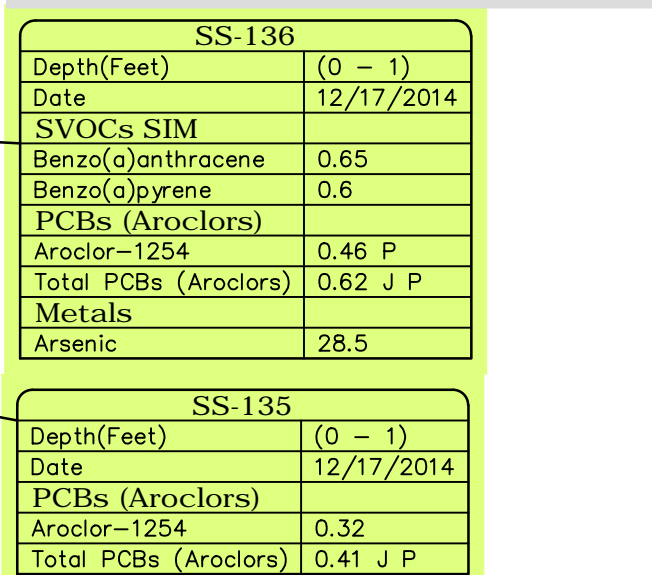 SS-136
Depth(Feet) (0 – 1)
Date 12/17/2014
SVOCs SIM
Benzo(a)anthracene 0.65
Benzo(a)pyrene 0.6
PCBs (Aroclors)
Aroclor–1254 0.46 P
Total PCBs (Aroclors) 0.62 J P
Metals
Arsenic 28.5
SS-135
Depth(Feet) (0 – 1)
Date 12/17/2014
PCBs (Aroclors)
Aroclor–1254 0.32
Total PCBs (Aroclors) 0.41 J P